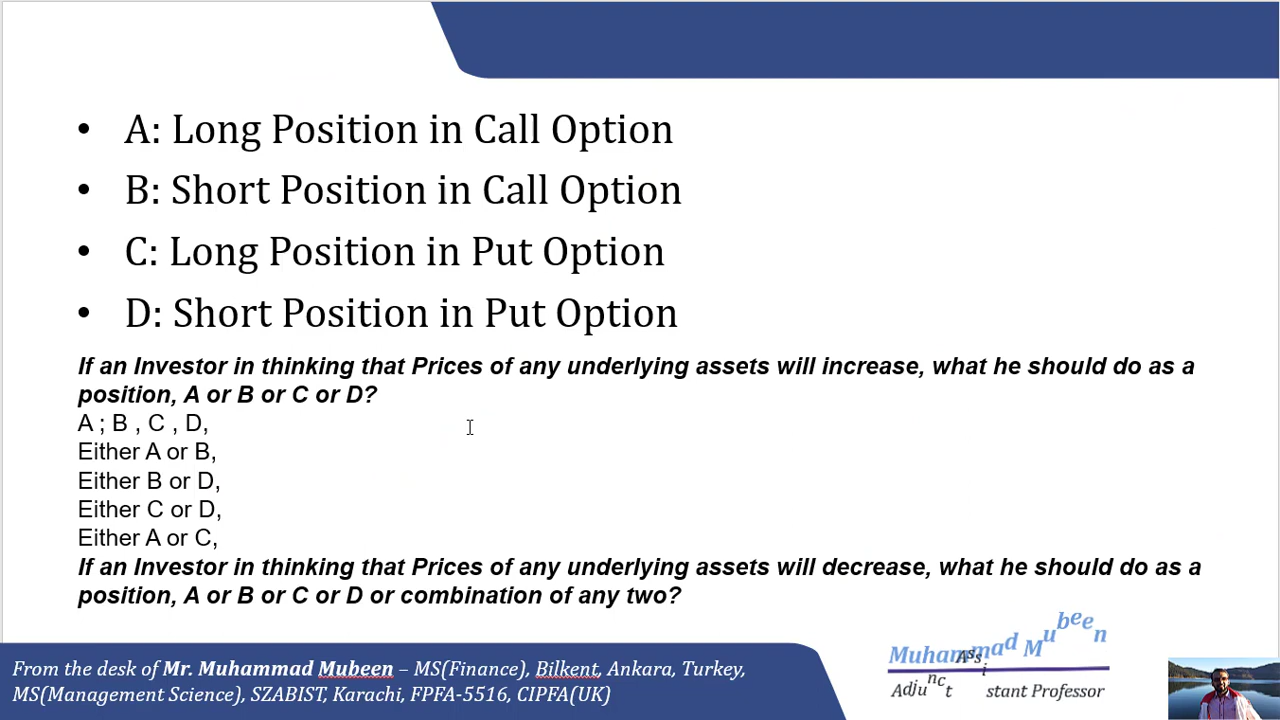 • A: Long Position in Call Option
• B: Short Position in Call Option
• C: Long Position in Put Option
• D: Short Position in Put Option
If an Investor in thinking that Prices of any underlying assets will increase, what he should do as a
position, A or B or C or D?
A ; B , C , D,
Either A or B,
Either B or D,
Either C or D,
Either A or C,
If an Investor in thinking that Prices of any underlying assets will decrease, what he should do as a
position, A or B or C or D or combination of any two?
From the desk of Mr. Muhammad Mubeen – MS(Finance), Bilkent, Ankara, Turkey,
MS(Management Science), SZABIST, Karachi, FPFA-5516, CIPFA(UK)
Muhammad Mubeen
Adjunct Assistant Professor